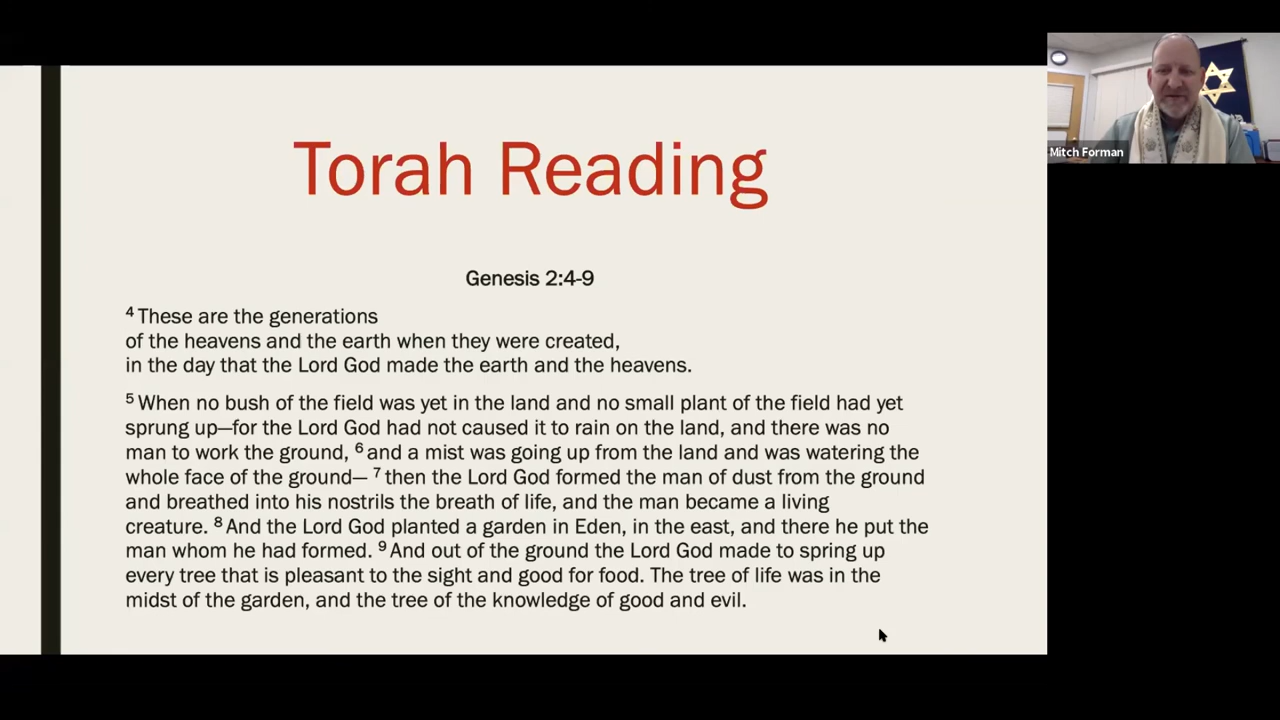 Torah Reading
Genesis 2:4-9
4 These are the generations
of the heavens and the earth when they were created,
in the day that the Lord God made the earth and the heavens.
5 When no bush of the field was yet in the land and no small plant of the field had yet
sprung up—for the Lord God had not caused it to rain on the land, and there was no
man to work the ground, 6 and a mist was going up from the land and was watering the
whole face of the ground— 7 then the Lord God formed the man of dust from the ground
and breathed into his nostrils the breath of life, and the man became a living
creature. 8 And the Lord God planted a garden in Eden, in the east, and there he put the
man whom he had formed. 9 And out of the ground the Lord God made to spring up
every tree that is pleasant to the sight and good for food. The tree of life was in the
midst of the garden, and the tree of the knowledge of good and evil.
Mitch Forman